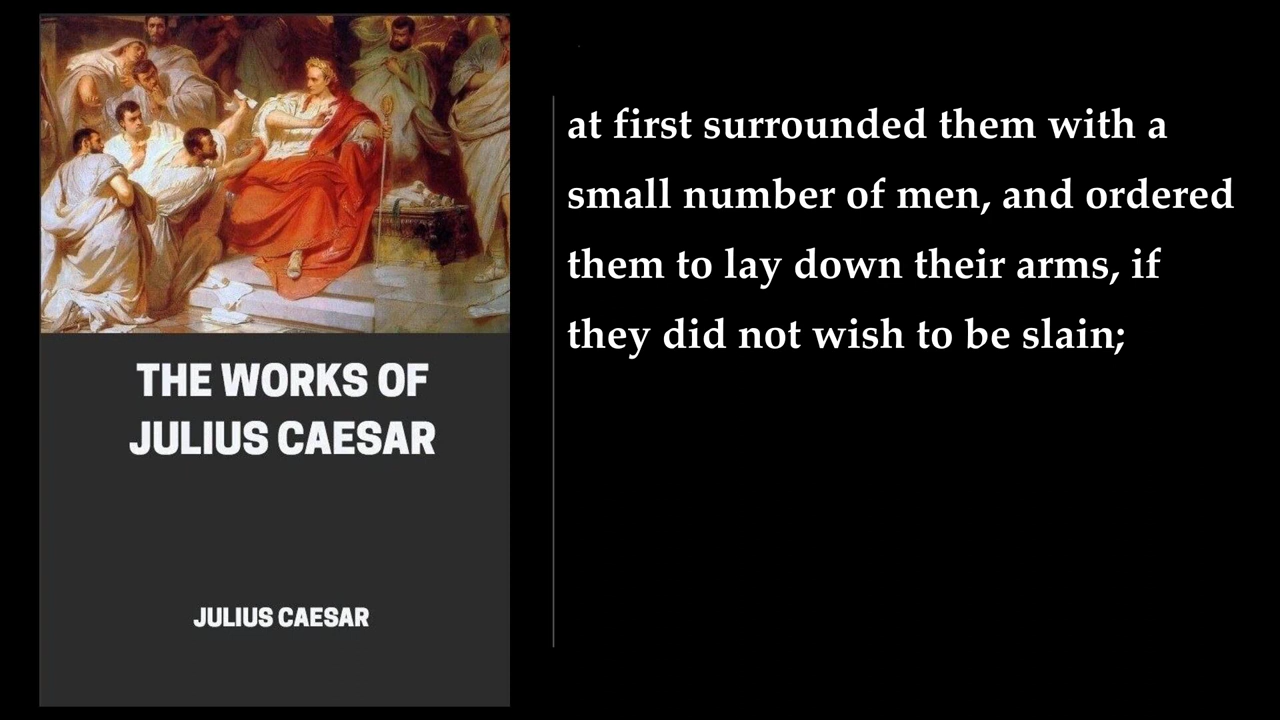 THE WORKS OF
JULIUS CAESAR
JULIUS CAESAR
at first surrounded them with a
small number of men, and ordered
them to lay down their arms, if
they did not wish to be slain;